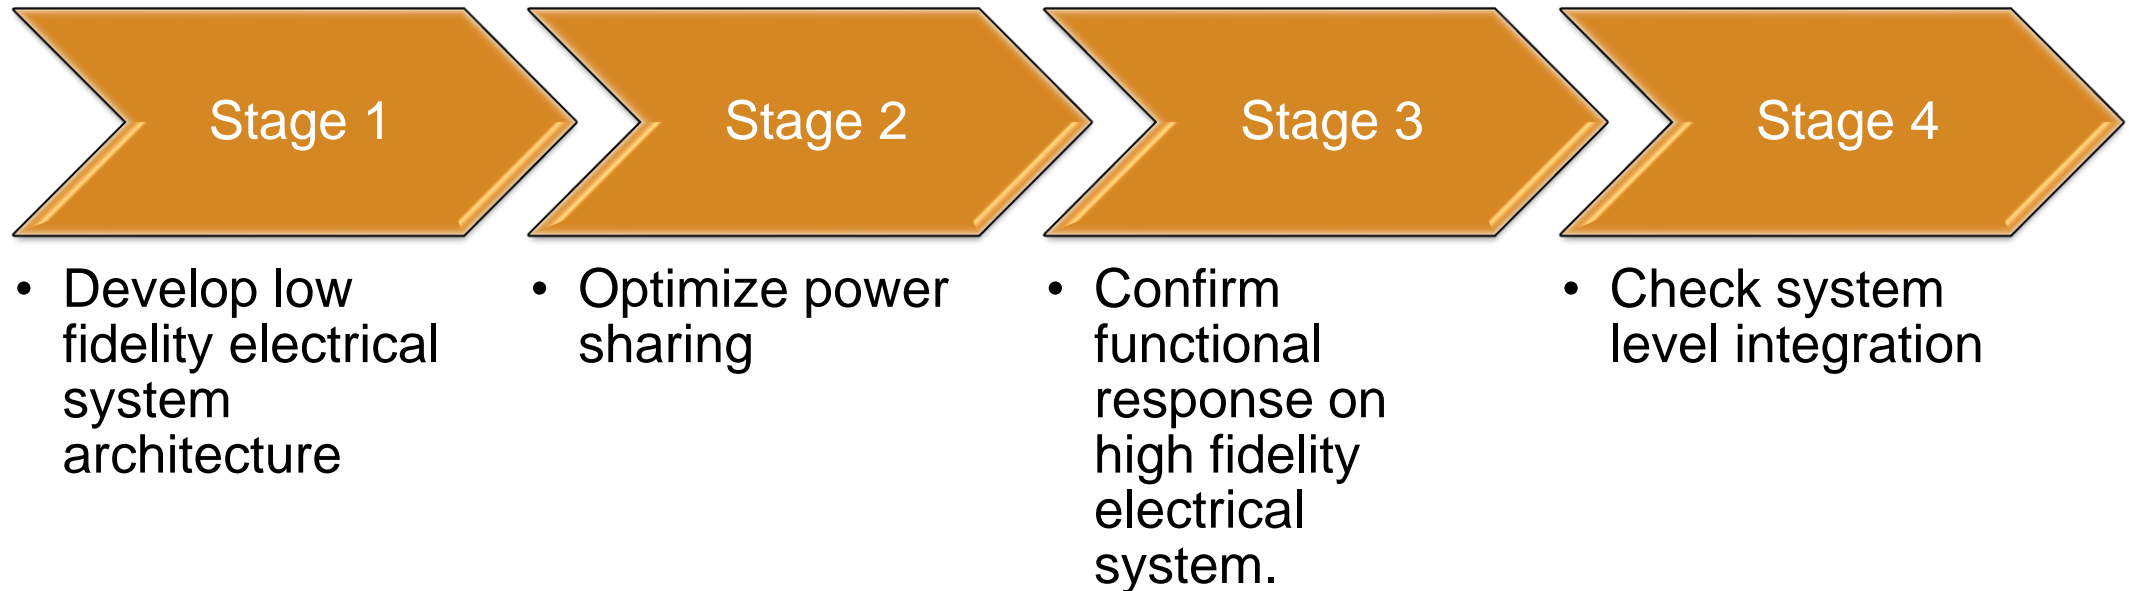 Stage 1
Stage 2
Stage 3
Stage 4
• Develop low
fidelity electrical
system
architecture
• Optimize power
sharing
• Confirm
functional
response on
high fidelity
electrical
system.
• Check system
level integration